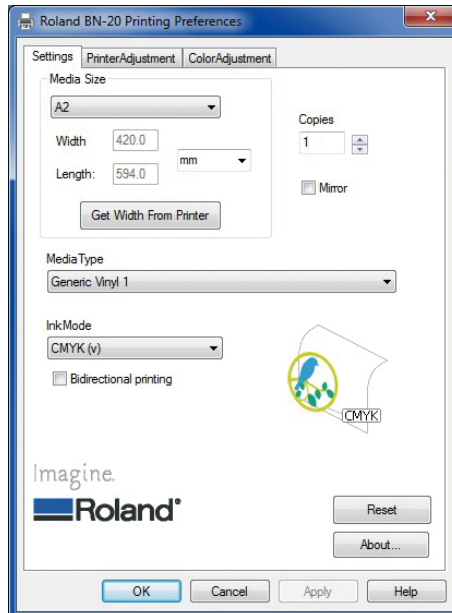 Roland BN-20 Printing Preferences
Settings
PrinterAdjustment
ColorAdjustment
Media Size
A2
Width
420.0
mm
Length:
594.0
Get Width From Printer
Copies
1
Mirror
MediaType
Generic Vinyl 1
InkMode
CMYK (v)
Bidirectional printing
CMYK
Imagine.
Roland®
Reset
About...
OK
Cancel
Apply
Help